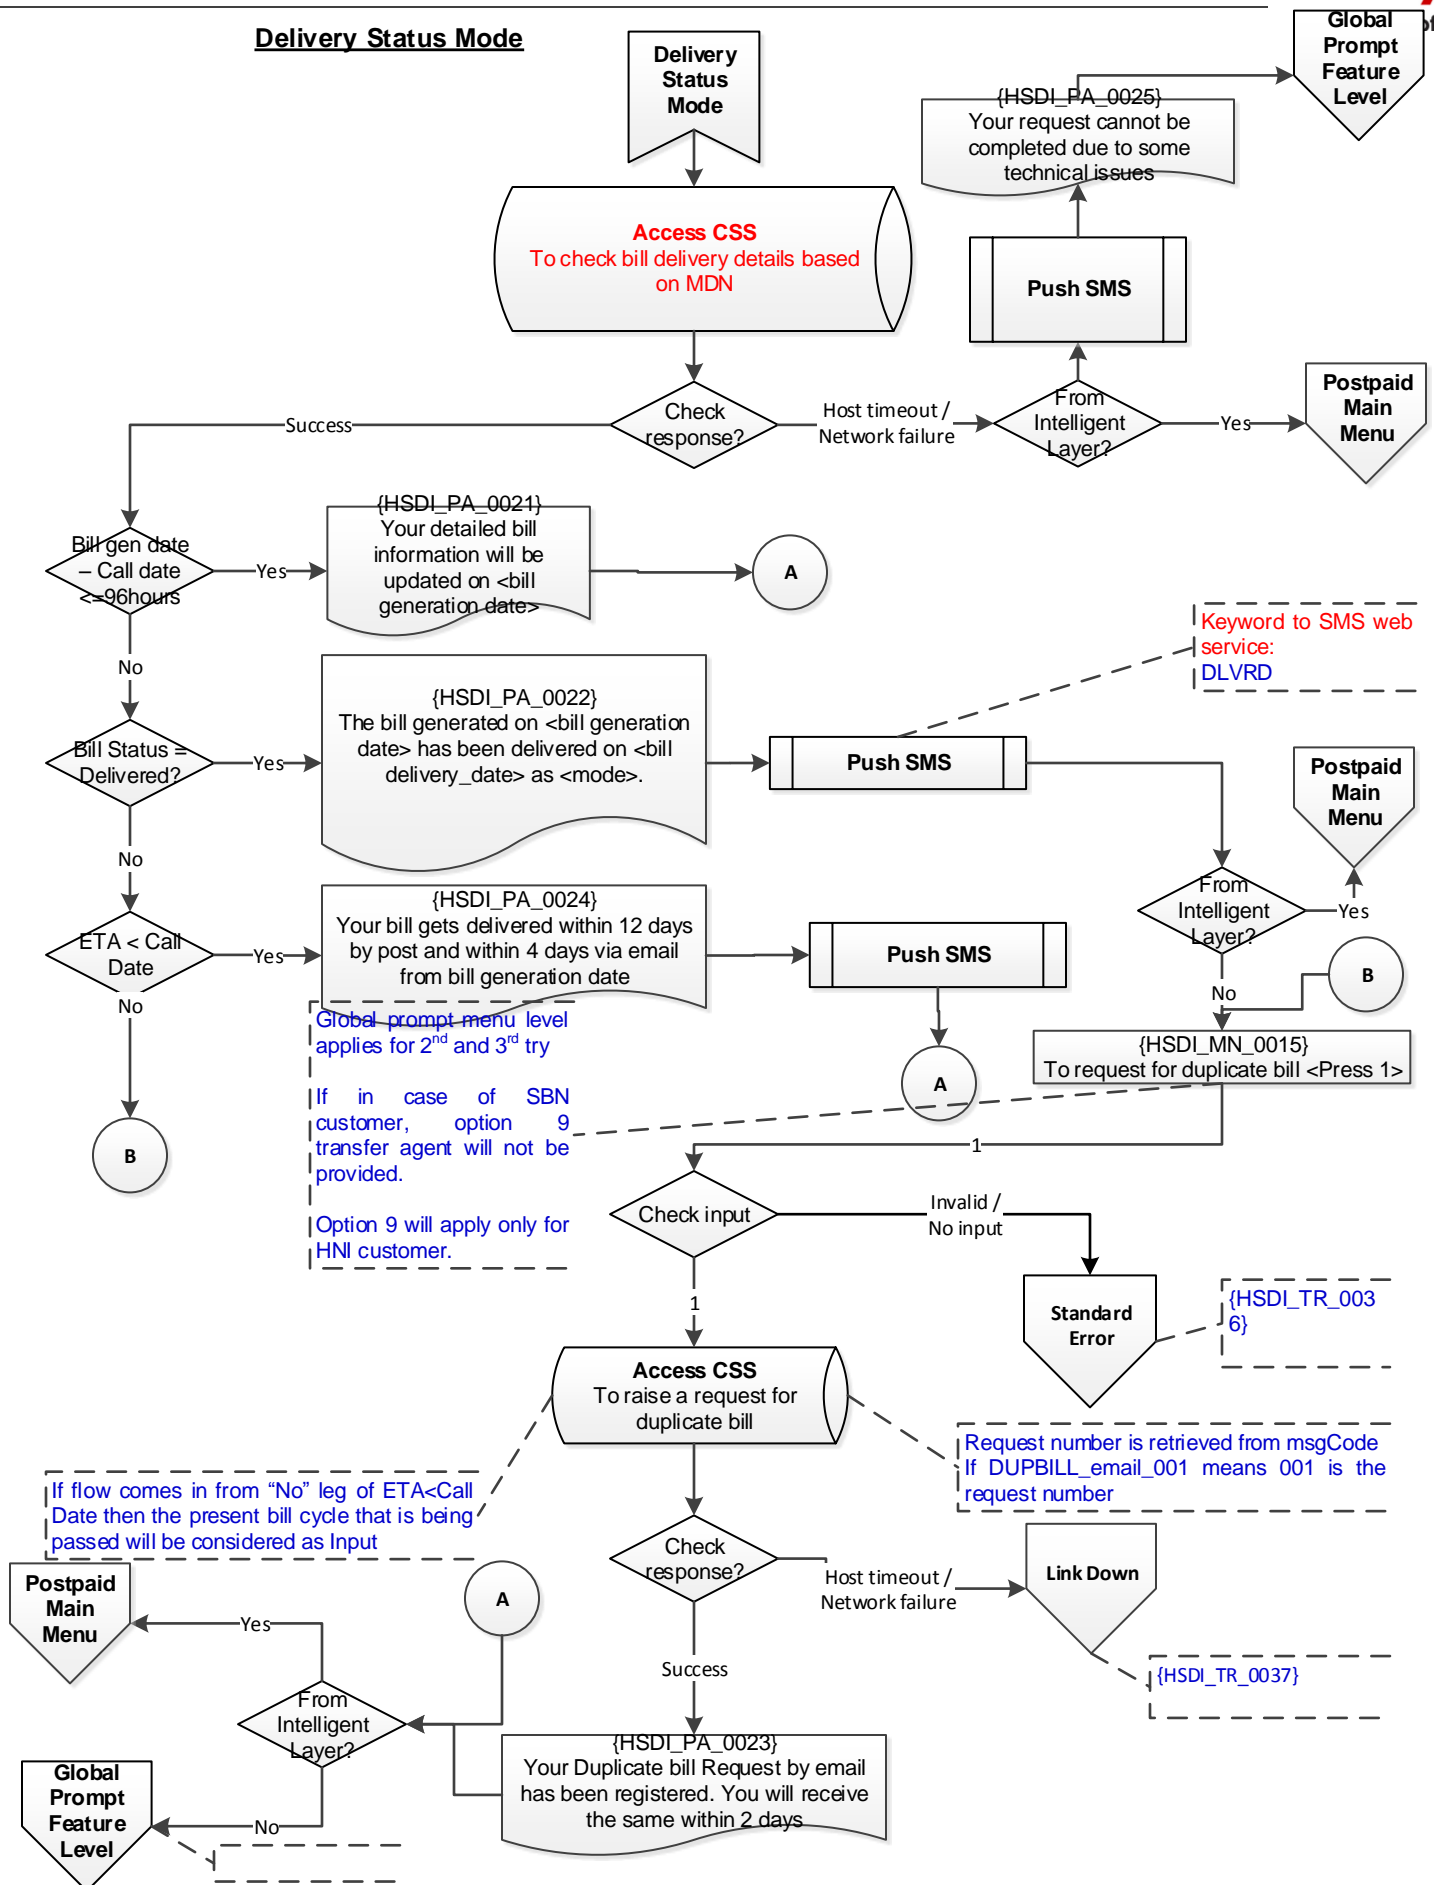 Delivery Status Mode
Delivery
Status
Mode
Global
Prompt
Feature
Level
{HSDI_PA_0025}
Your request cannot be
completed due to some
technical issues
Access CSS
To check bill delivery details based
on MDN
Push SMS
Postpaid
Main
Menu
Check
response?
Success
Host timeout /
Network failure
From
Intelligent
Layer?
Yes
Bill gen date
– Call date
<=96hours
Yes
{HSDI_PA_0021}
Your detailed bill
information will be
updated on <bill
generation date>
A
No
Keyword to SMS web
service:
DLVRD
Bill Status =
Delivered?
Yes
{HSDI_PA_0022}
The bill generated on <bill generation
date> has been delivered on <bill
delivery_date> as <mode>.
Push SMS
Postpaid
Main
Menu
No
From
Intelligent
Layer?
Yes
ETA < Call
Date
Yes
{HSDI_PA_0024}
Your bill gets delivered within 12 days
by post and within 4 days via email
from bill generation date
Push SMS
B
No
No
Global prompt menu level
applies for 2nd and 3rd try
If in case of SBN
customer, option 9
transfer agent will not be
provided.
Option 9 will apply only for
HNI customer.
A
{HSDI_MN_0015}
To request for duplicate bill <Press 1>
B
1
Check input
Invalid /
No input
1
Standard
Error
{HSDI_TR_003
6}
Access CSS
To raise a request for
duplicate bill
Request number is retrieved from msgCode
If DUPBILL_email_001 means 001 is the
request number
If flow comes in from “No” leg of ETA<Call
Date then the present bill cycle that is being
passed will be considered as Input
Check
response?
Host timeout /
Network failure
Link Down
Postpaid
Main
Menu
Yes
A
Success
{HSDI_TR_0037}
From
Intelligent
Layer?
{HSDI_PA_0023}
Your Duplicate bill Request by email
has been registered. You will receive
the same within 2 days
Global
Prompt
Feature
Level
No